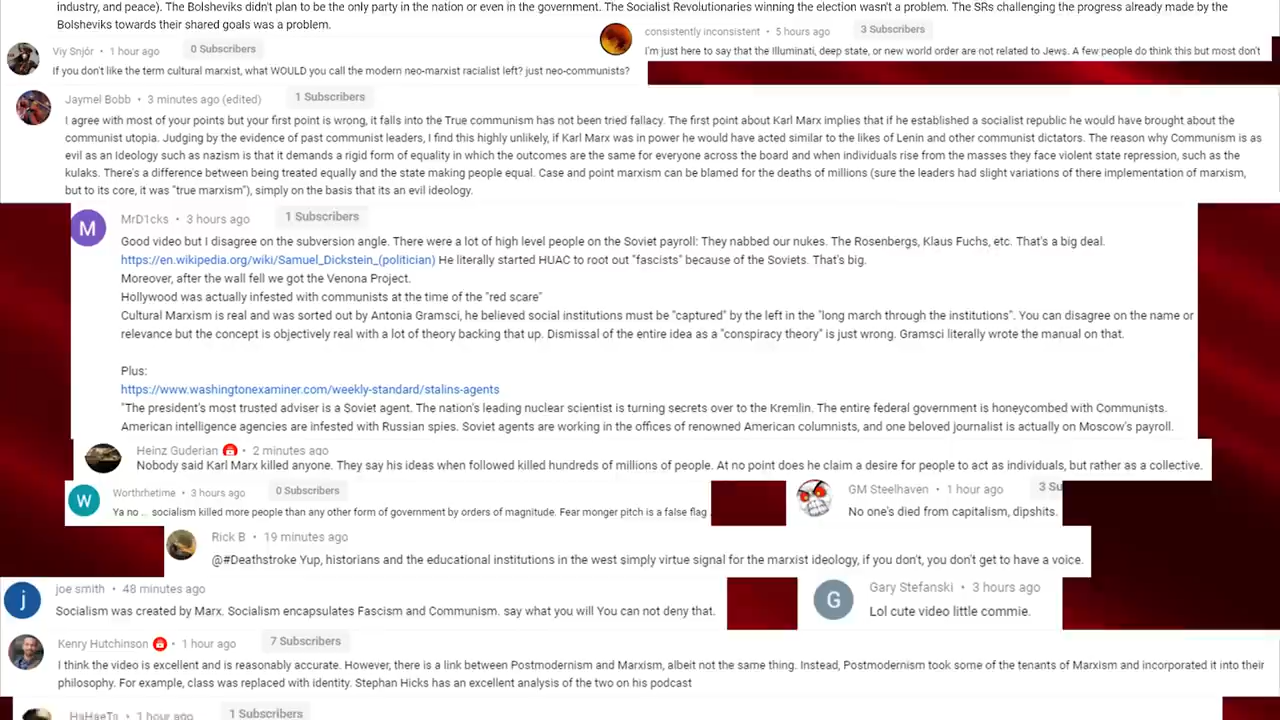 industry, and peace). The Bolsheviks didn't plan to be the only party in the nation or even in the government. The Socialist Revolutionaries winning the election wasn't a problem. The SRs challenging the progress already made by the
Bolsheviks towards their shared goals was a problem.
consistently inconsistent • 5 hours ago 3 Subscribers
I'm just here to say that the Illuminati, deep state, or new world order are not related to Jews. A few people do think this but most don't
Viy Snjór • 1 hour ago 0 Subscribers
If you don't like the term cultural marxist, what WOULD you call the modern neo-marxist racialist left? just neo-communists?
Jaymel Bobb • 3 minutes ago (edited) 1 Subscribers
I agree with most of your points but your first point is wrong, it falls into the True communism has not been tried fallacy. The first point about Karl Marx implies that if he established a socialist republic he would have brought about the
communist utopia. Judging by the evidence of past communist leaders, I find this highly unlikely, if Karl Marx was in power he would have acted similar to the likes of Lenin and other communist dictators. The reason why Communism is as
evil as an Ideology such as nazism is that it demands a rigid form of equality in which the outcomes are the same for everyone across the board and when individuals rise from the masses they face violent state repression, such as the
kulaks. There's a difference between being treated equally and the state making people equal. Case and point marxism can be blamed for the deaths of millions (sure the leaders had slight variations of there implementation of marxism,
but to its core, it was "true marxism"), simply on the basis that its an evil ideology.
M
MrD1cks • 3 hours ago 1 Subscribers
Good video but I disagree on the subversion angle. There were a lot of high level people on the Soviet payroll: They nabbed our nukes. The Rosenbergs, Klaus Fuchs, etc. That's a big deal.
https://en.wikipedia.org/wiki/Samuel_Dickstein_(politician) He literally started HUAC to root out "fascists" because of the Soviets. That's big.
Moreover, after the wall fell we got the Venona Project.
Hollywood was actually infested with communists at the time of the "red scare"
Cultural Marxism is real and was sorted out by Antonia Gramsci, he believed social institutions must be "captured" by the left in the "long march through the institutions". You can disagree on the name or
relevance but the concept is objectively real with a lot of theory backing that up. Dismissal of the entire idea as a "conspiracy theory" is just wrong. Gramsci literally wrote the manual on that.
Plus:
https://www.washingtonexaminer.com/weekly-standard/stalins-agents
"The president's most trusted adviser is a Soviet agent. The nation's leading nuclear scientist is turning secrets over to the Kremlin. The entire federal government is honeycombed with Communists.
American intelligence agencies are infested with Russian spies. Soviet agents are working in the offices of renowned American columnists, and one beloved journalist is actually on Moscow's payroll.
Heinz Guderian • 2 minutes ago
Nobody said Karl Marx killed anyone. They say his ideas when followed killed hundreds of millions of people. At no point does he claim a desire for people to act as individuals, but rather as a collective.
W
Worthrhetime • 3 hours ago 0 Subscribers
Ya no .. socialism killed more people than any other form of government by orders of magnitude. Fear monger pitch is a false flag
GM Steelhaven • 1 hour ago 3 Su
No one's died from capitalism, dipshits.
Rick B • 19 minutes ago
@#Deathstroke Yup, historians and the educational institutions in the west simply virtue signal for the marxist ideology, if you don't, you don't get to have a voice.
j
joe smith • 48 minutes ago
Socialism was created by Marx. Socialism encapsulates Fascism and Communism. say what you will You can not deny that.
G
Gary Stefanski • 3 hours ago
Lol cute video little commie.
Kenry Hutchinson • 1 hour ago 7 Subscribers
I think the video is excellent and is reasonably accurate. However, there is a link between Postmodernism and Marxism, albeit not the same thing. Instead, Postmodernism took some of the tenants of Marxism and incorporated it into their
philosophy. For example, class was replaced with identity. Stephan Hicks has an excellent analysis of the two on his podcast
HaHaeTs • 1 hour ago 1 Subscribers